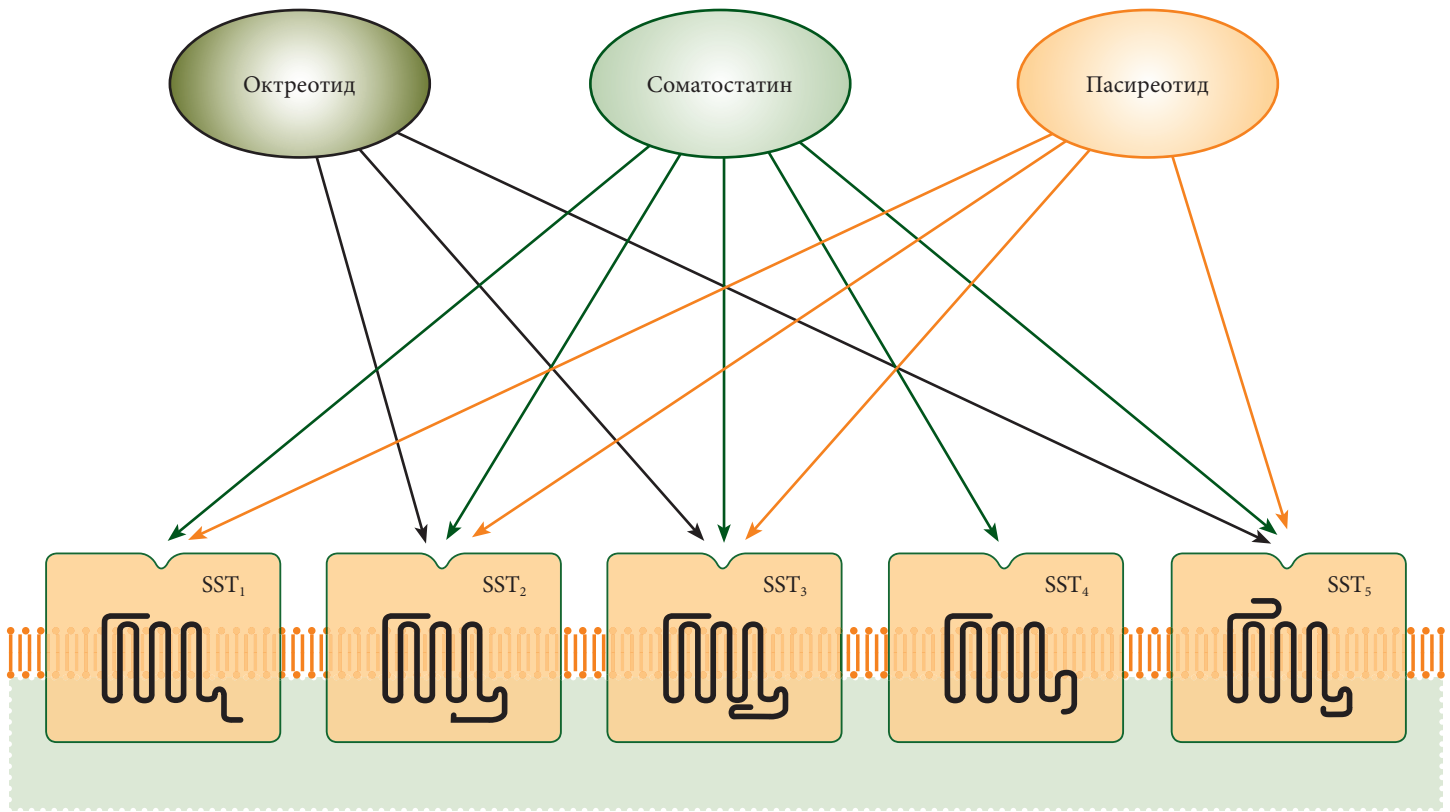 Октреотид
Соматостатин
Пасиреотид
SST₁
SST₂
SST₃
SST₄
SST₅